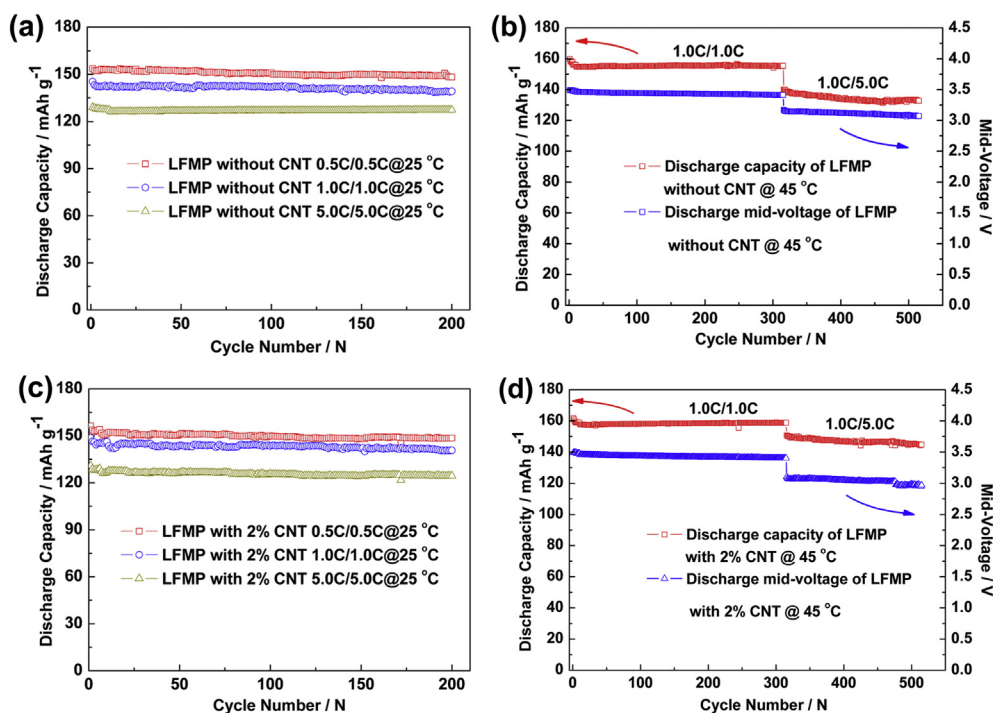 (a)
180
150
120
90
60
30
0
Discharge Capacity / mAh g-1
LFMP without CNT 0.5C/0.5C@25 °C
LFMP without CNT 1.0C/1.0C@25 °C
LFMP without CNT 5.0C/5.0C@25 °C
0 50 100 150 200
Cycle Number / N
(b)
180
160
140
120
100
80
60
40
20
0
Discharge Capacity / mAh g-1
1.0C/1.0C
1.0C/5.0C
Discharge capacity of LFMP
without CNT @ 45 °C
Discharge mid-voltage of LFMP
without CNT @ 45 °C
4.5
4.0
3.5
3.0
2.5
2.0
1.5
1.0
0.5
0.0
Mid-Voltage / V
0 100 200 300 400 500
Cycle Number / N
(c)
180
150
120
90
60
30
0
Discharge Capacity / mAh g-1
LFMP with 2% CNT 0.5C/0.5C@25 °C
LFMP with 2% CNT 1.0C/1.0C@25 °C
LFMP with 2% CNT 5.0C/5.0C@25 °C
0 50 100 150 200
Cycle Number / N
(d)
180
160
140
120
100
80
60
40
20
0
Discharge Capacity / mAh g-1
1.0C/1.0C
1.0C/5.0C
Discharge capacity of LFMP
with 2% CNT @ 45 °C
Discharge mid-voltage of LFMP
with 2% CNT @ 45 °C
4.5
4.0
3.5
3.0
2.5
2.0
1.5
1.0
0.5
0.0
Mid-Voltage / V
0 100 200 300 400 500
Cycle Number / N